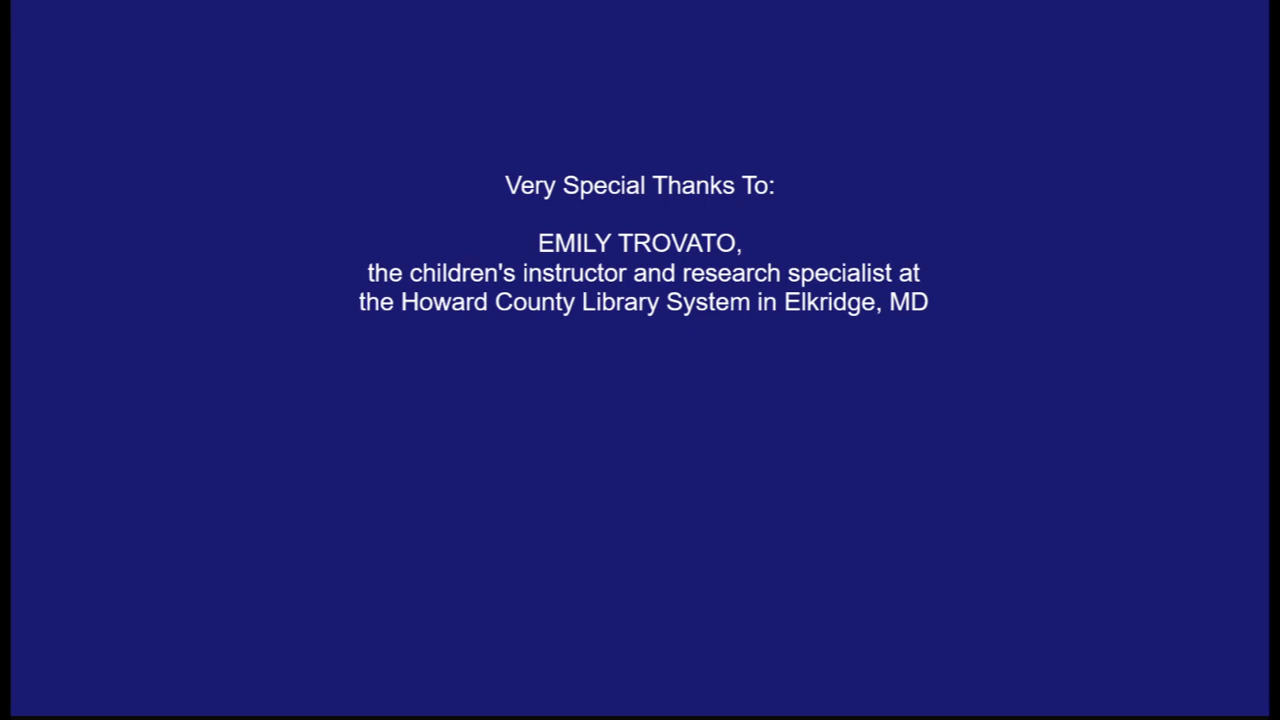 Very Special Thanks To:
EMILY TROVATO,
the children's instructor and research specialist at
the Howard County Library System in Elkridge, MD